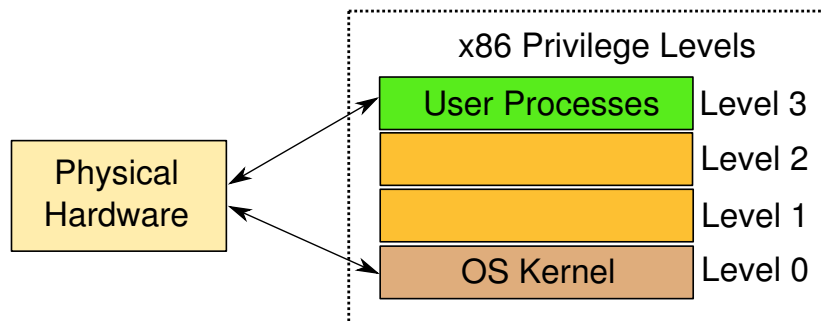 x86 Privilege Levels
User Processes Level 3
Level 2
Physical
Hardware
Level 1
OS Kernel Level 0